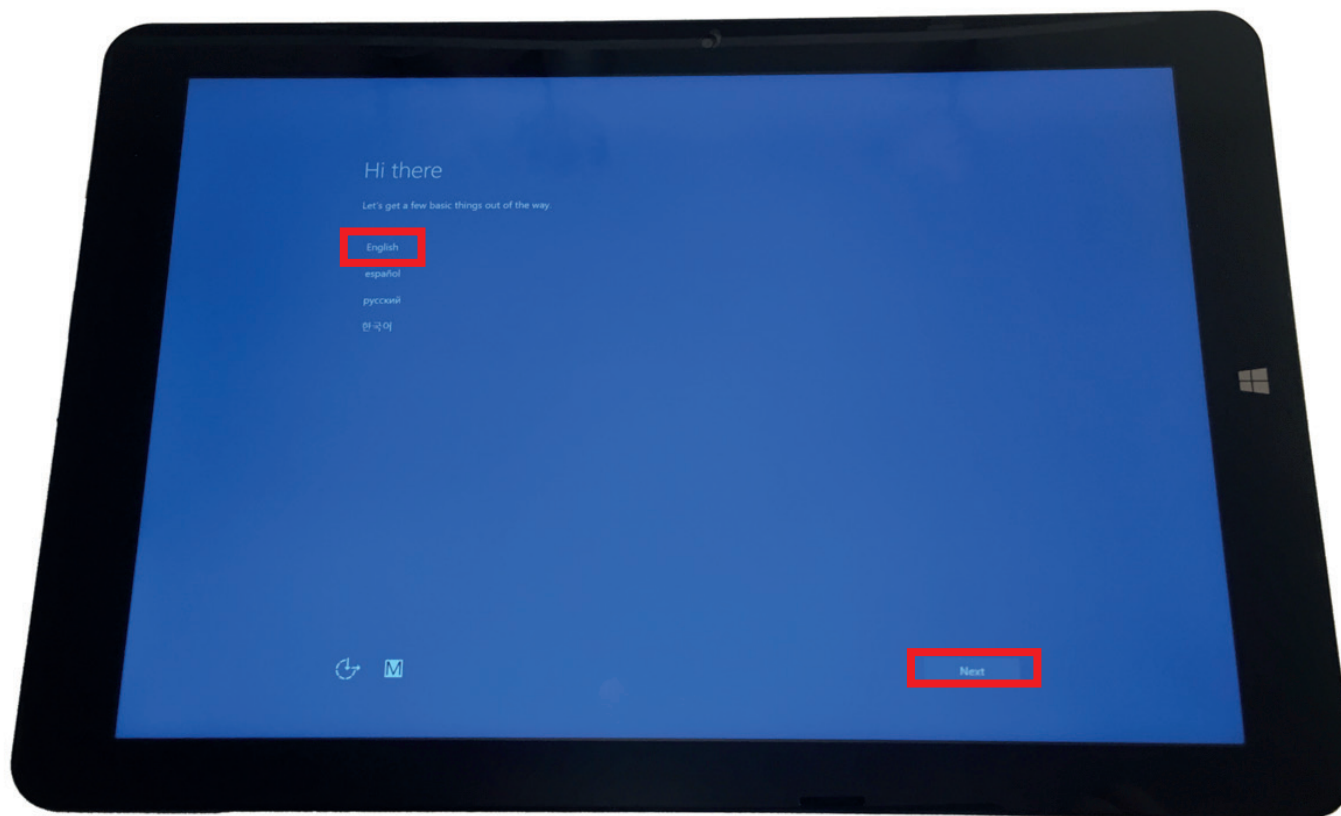 Hi there
Let's get a few basic things out of the way.
English
español
русский
한국어
M
Next